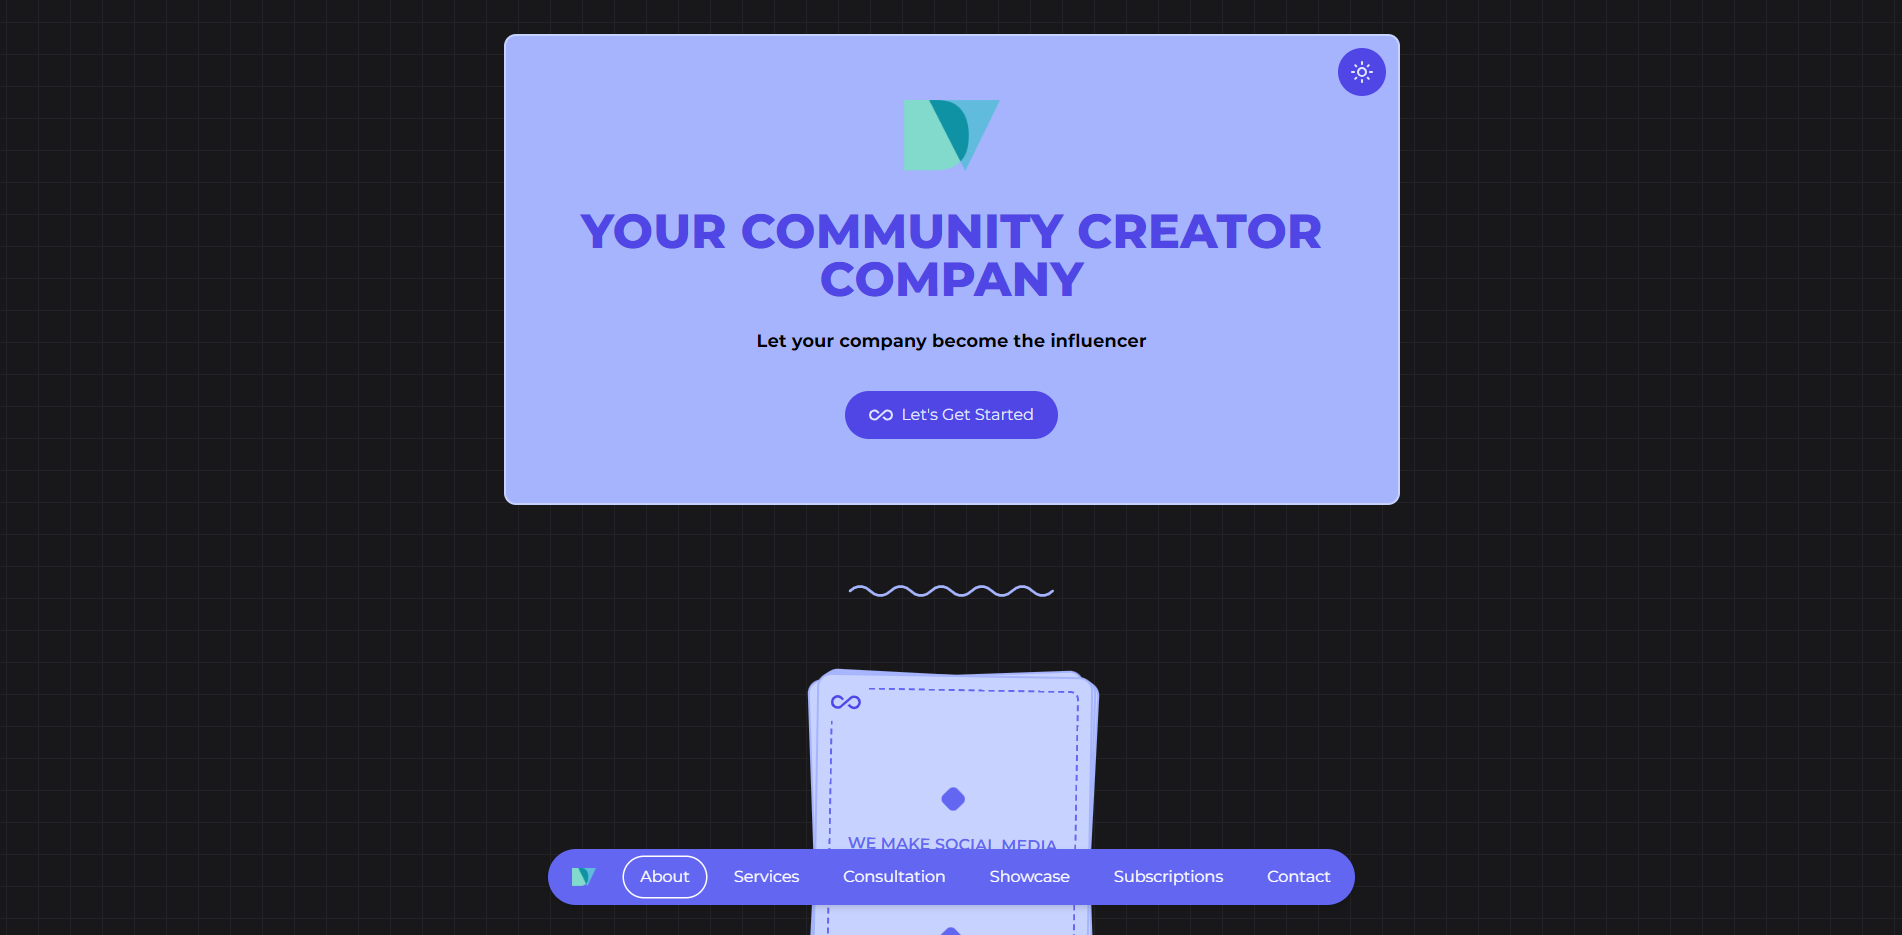 YOUR COMMUNITY CREATOR
COMPANY
Let your company become the influencer
Let's Get Started
WE MAKE SOCIAL MEDIA
About
Services
Consultation
Showcase
Subscriptions
Contact